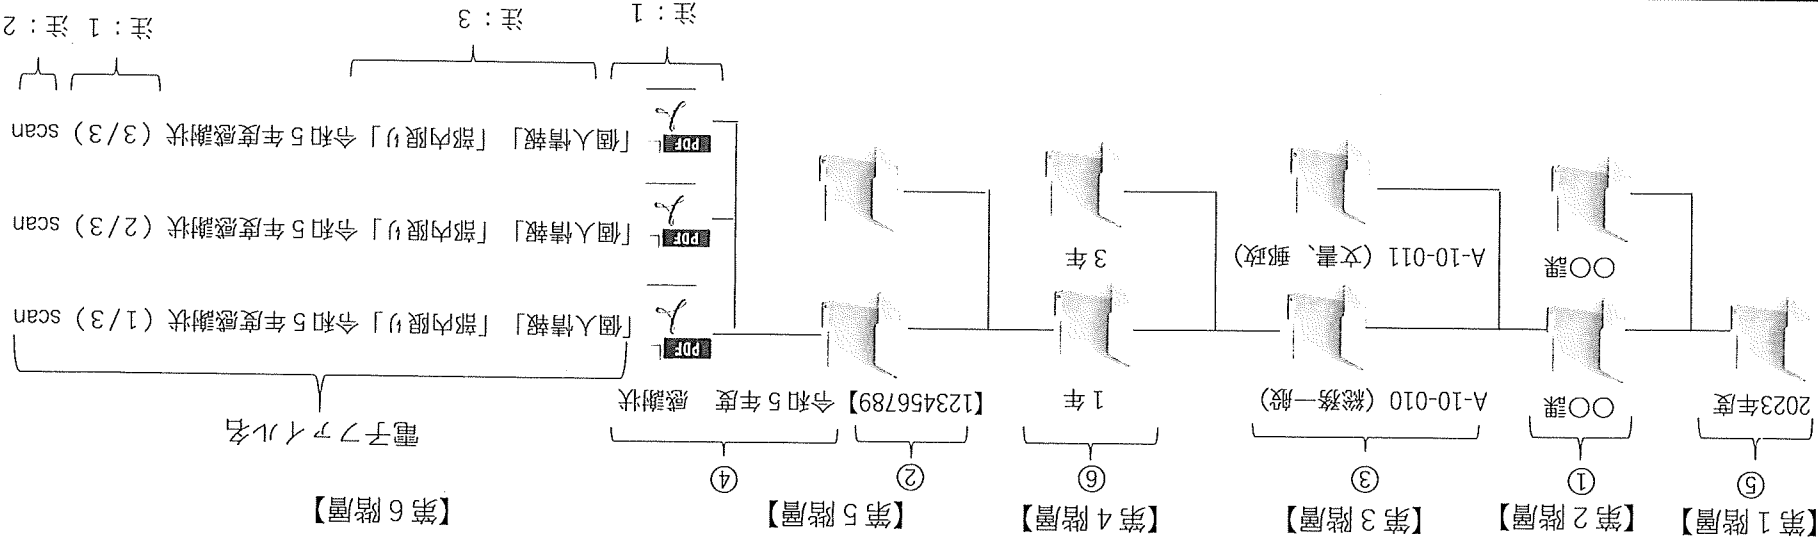 【第1階層】 【第2階層】 【第3階層】 【第4階層】 【第5階層】 【第6階層】
⑤ ① ③ ⑥ ② ④
電子ファイル名
2023年度 〇〇課 A-10-010（総務一般） 1年 【123456789】令和5年度 感謝状
PDF 「個人情報」「部内限り」令和5年度感謝状（1/3）scan
〇〇課 A-10-011（文書、郵政） 3年
PDF 「個人情報」「部内限り」令和5年度感謝状（2/3）scan
PDF 「個人情報」「部内限り」令和5年度感謝状（3/3）scan
注：1 注：3 注：1 注：2